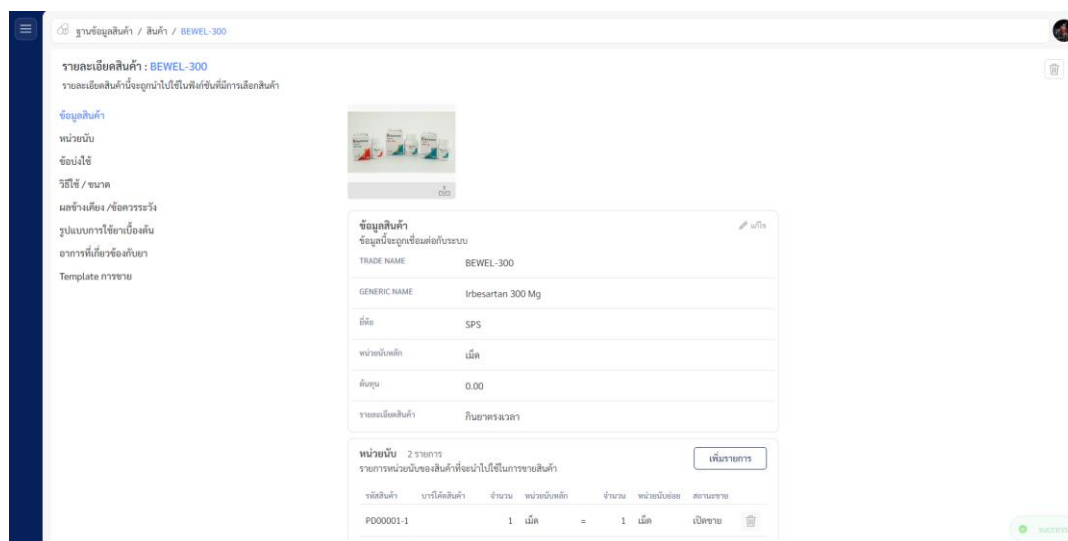 ฐานข้อมูลสินค้า / สินค้า / BEWEL-300
รายละเอียดสินค้า : BEWEL-300
รายละเอียดสินค้านี้จะถูกนำไปใช้ในฟังก์ชันที่มีการเลือกสินค้า
ข้อมูลสินค้า
หน่วยนับ
ข้อบ่งใช้
วิธีใช้ / ขนาด
ผลข้างเคียง /ข้อควรระวัง
รูปแบบการใช้ยาเบื้องต้น
อาการที่เกี่ยวข้องกับยา
Template การขาย
ข้อมูลสินค้า แก้ไข
ข้อมูลนี้จะถูกเชื่อมต่อกับระบบ
TRADE NAME BEWEL-300
GENERIC NAME Irbesartan 300 Mg
ยี่ห้อ SPS
หน่วยนับหลัก เม็ด
ต้นทุน 0.00
รายละเอียดสินค้า กินยาตรงเวลา
หน่วยนับ 2 รายการ เพิ่มรายการ
รายการหน่วยนับของสินค้าที่จะนำไปใช้ในการขายสินค้า
รหัสสินค้า บาร์โค้ดสินค้า จำนวน หน่วยนับหลัก จำนวน หน่วยนับย่อย สถานะขาย
PD00001-1 1 เม็ด = 1 เม็ด เปิดขาย
success